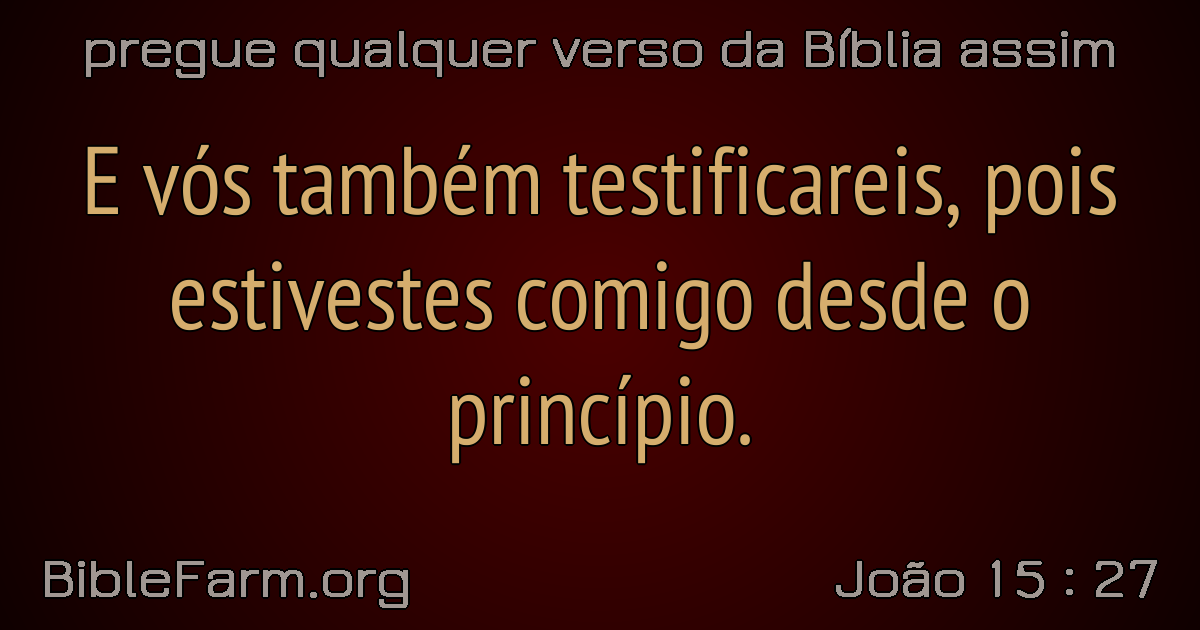 pregue qualquer verso da Bíblia assim
E vós também testificareis, pois
estivestes comigo desde o
princípio.
BibleFarm.org
João 15 : 27